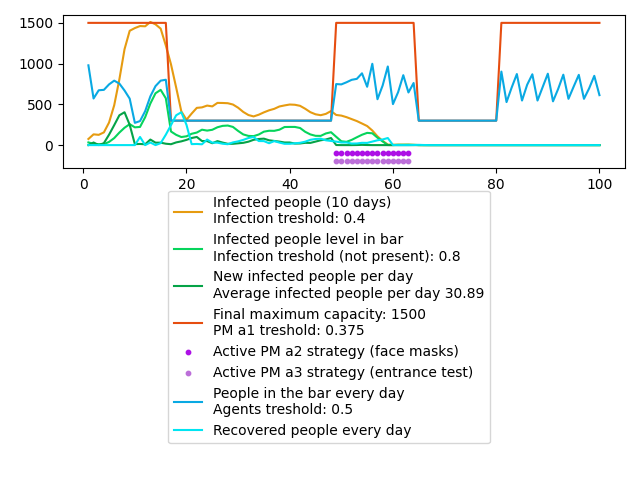 1500
1000
500
0
0 20 40 60 80 100
Infected people (10 days)
Infection treshold: 0.4
Infected people level in bar
Infection treshold (not present): 0.8
New infected people per day
Average infected people per day 30.89
Final maximum capacity: 1500
PM a1 treshold: 0.375
Active PM a2 strategy (face masks)
Active PM a3 strategy (entrance test)
People in the bar every day
Agents treshold: 0.5
Recovered people every day